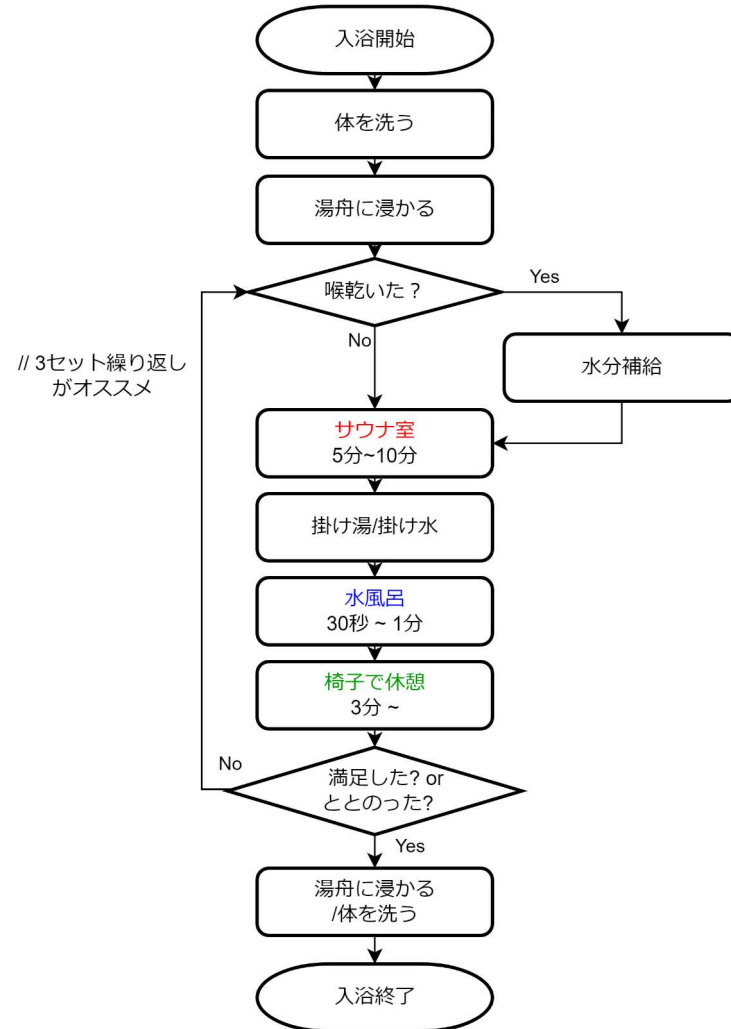 入浴開始
体を洗う
湯舟に浸かる
喉乾いた？
Yes
No
水分補給
// 3セット繰り返し
がオススメ
サウナ室
5分~10分
掛け湯/掛け水
水風呂
30秒 ~ 1分
椅子で休憩
3分 ~
No
満足した? or
ととのった?
Yes
湯舟に浸かる
/体を洗う
入浴終了